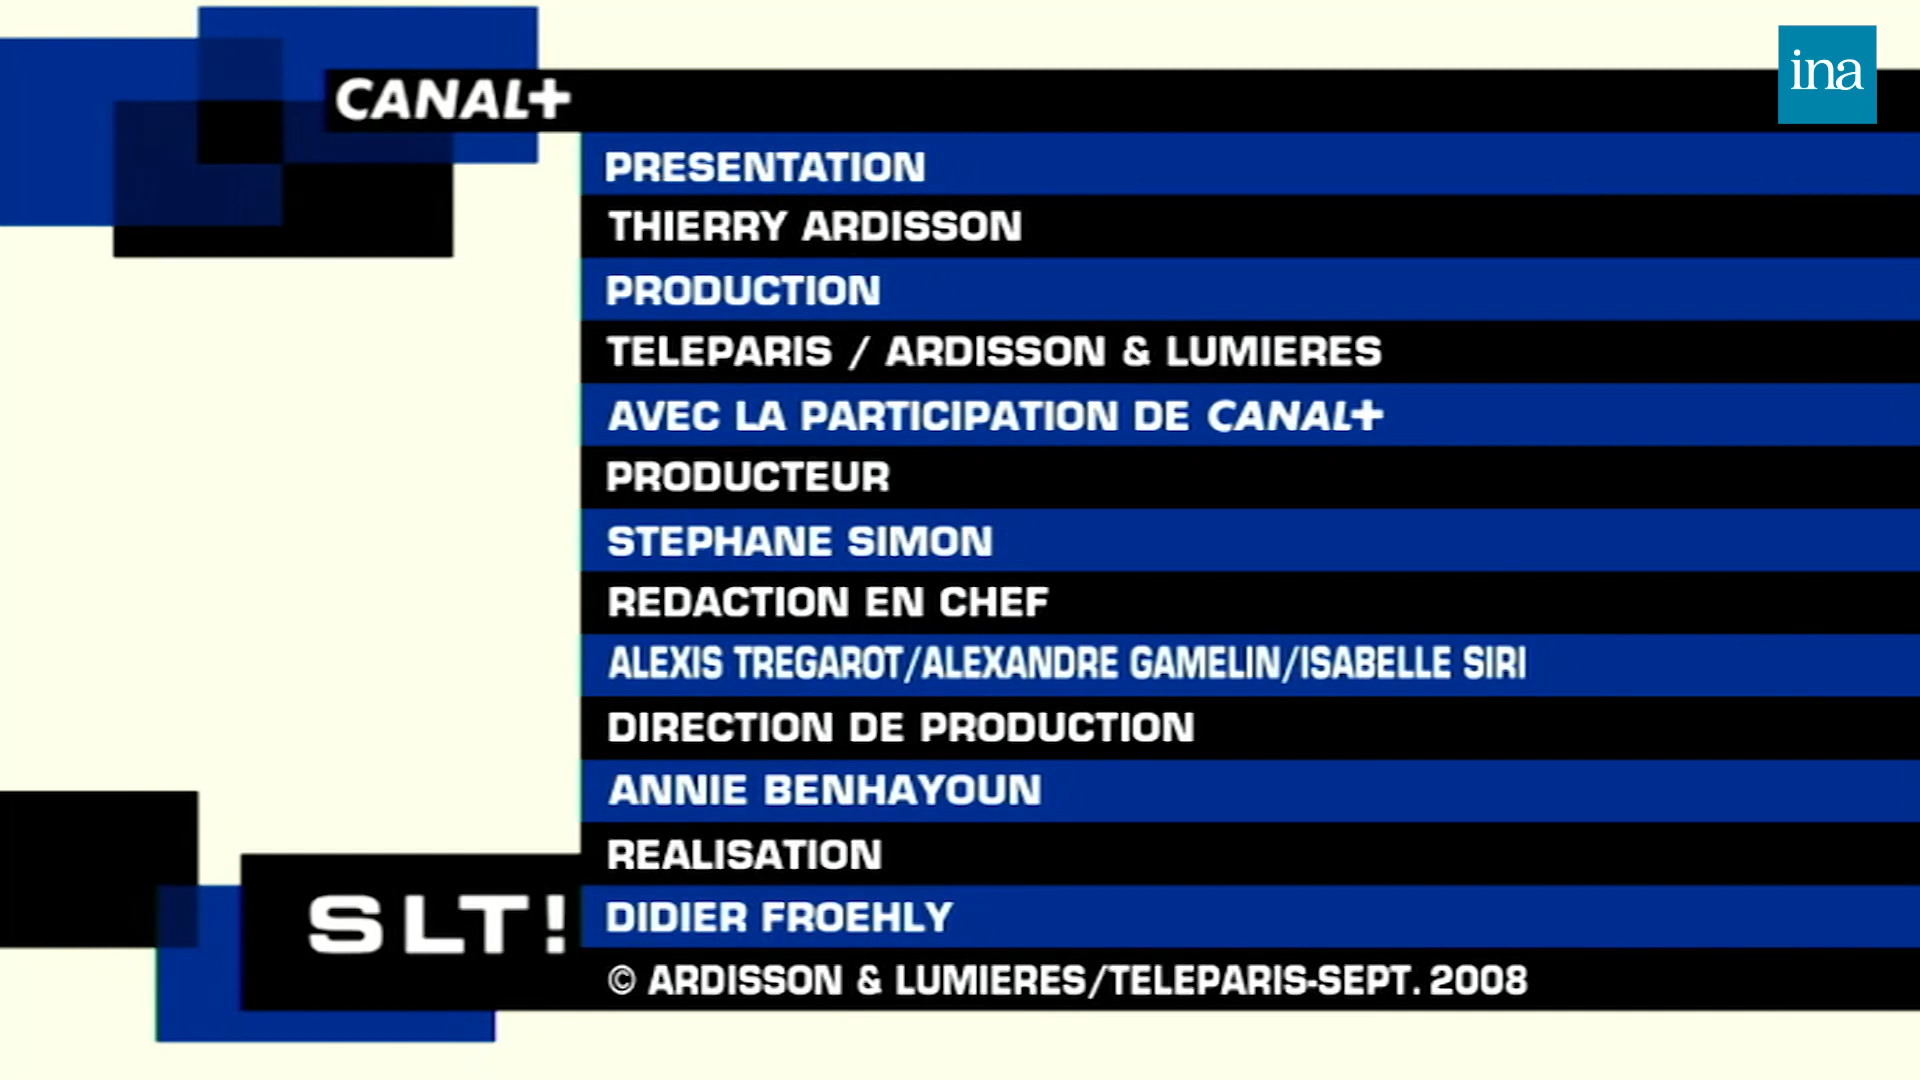 ina
CANAL+
PRESENTATION
THIERRY ARDISSON
PRODUCTION
TELEPARIS / ARDISSON & LUMIERES
AVEC LA PARTICIPATION DE CANAL+
PRODUCTEUR
STEPHANE SIMON
REDACTION EN CHEF
ALEXIS TREGAROT/ALEXANDRE GAMELIN/ISABELLE SIRI
DIRECTION DE PRODUCTION
ANNIE BENHAYOUN
REALISATION
SLT! DIDIER FROEHLY
© ARDISSON & LUMIERES/TELEPARIS-SEPT. 2008